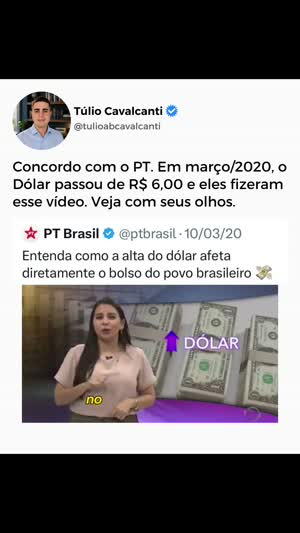 Túlio Cavalcanti
@tulioabcavalcanti
Concordo com o PT. Em março/2020, o
Dólar passou de R$ 6,00 e eles fizeram
esse vídeo. Veja com seus olhos.
PT PT Brasil @ptbrasil · 10/03/20
Entenda como a alta do dólar afeta
diretamente o bolso do povo brasileiro
DÓLAR
no